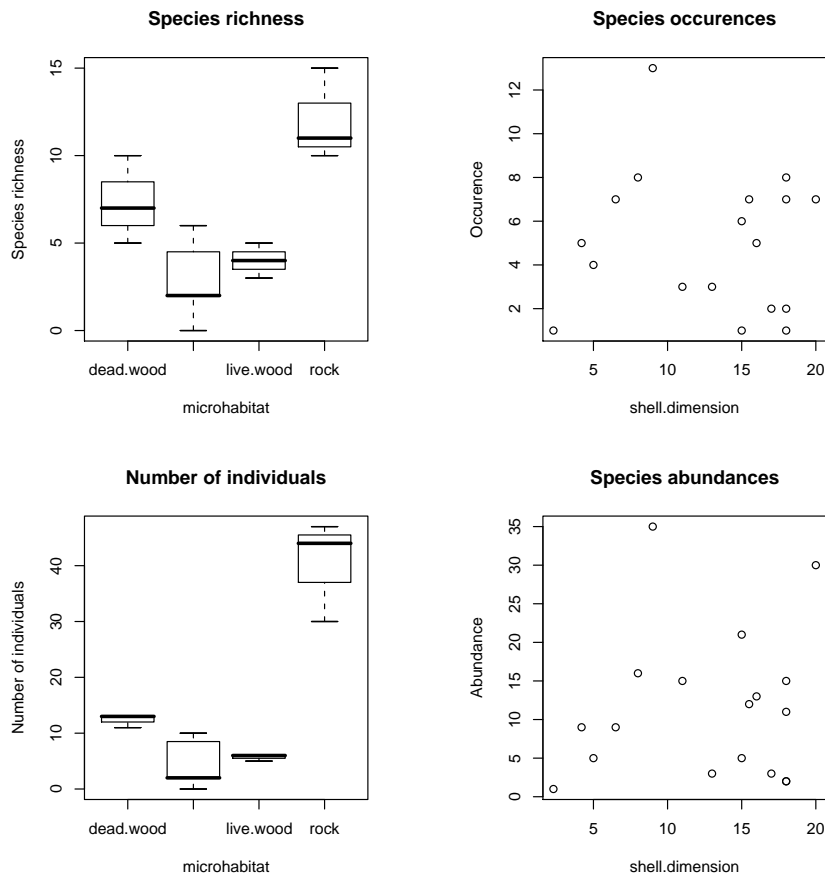 Species richness
Species richness
15
10
5
0
dead.wood
live.wood
rock
microhabitat
Species occurences
Occurence
12
10
8
6
4
2
5
10
15
20
shell.dimension
Number of individuals
Number of individuals
40
30
20
10
0
dead.wood
live.wood
rock
microhabitat
Species abundances
Abundance
35
30
25
20
15
10
5
0
5
10
15
20
shell.dimension